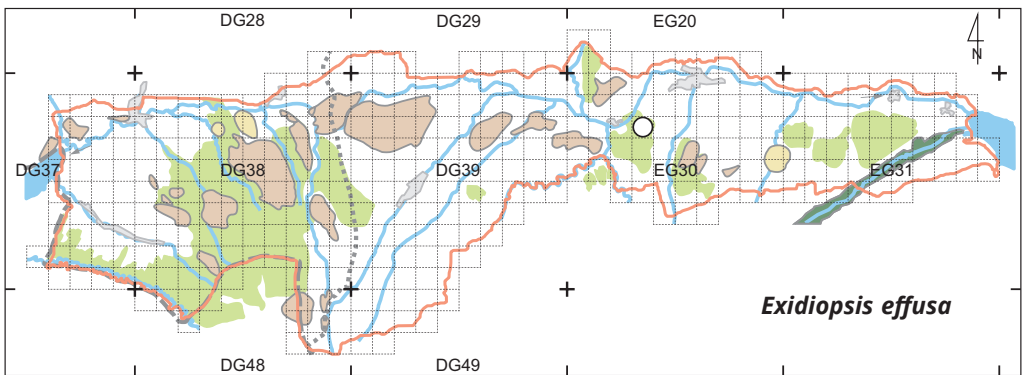 DG28 DG29 EG20
N
DG37 DG38 DG39 EG30 EG31
Exidiopsis effusa
DG48 DG49